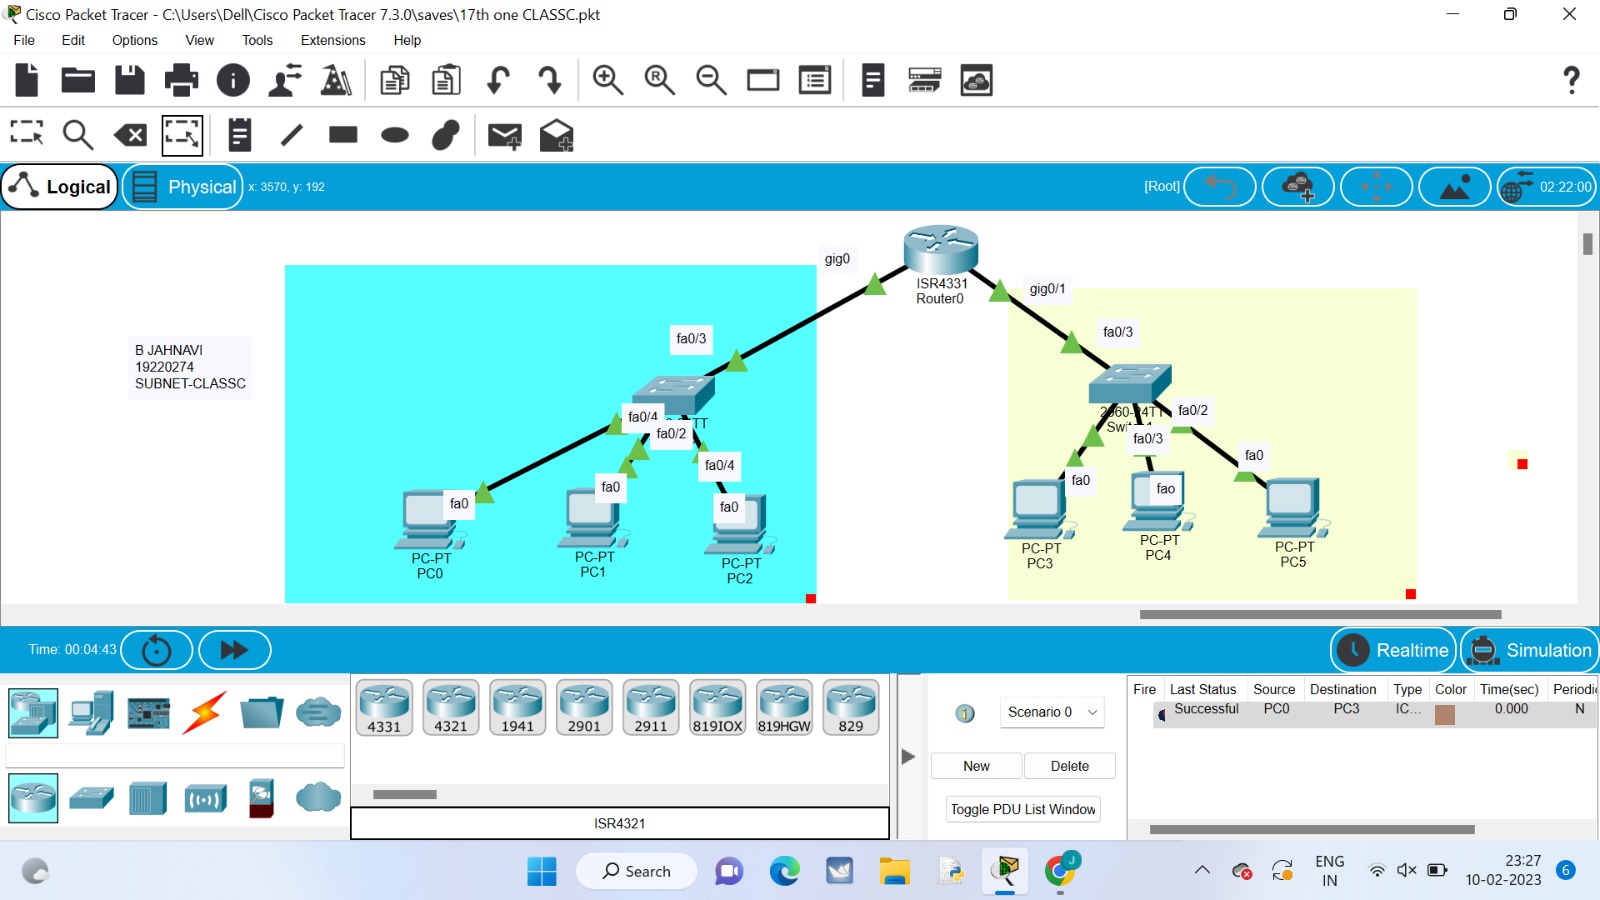 Cisco Packet Tracer - C:\Users\Dell\Cisco Packet Tracer 7.3.0\saves\17th one CLASSC.pkt
File Edit Options View Tools Extensions Help
Logical Physical x: 3570, y: 192 [Root] 02:22:00
gig0
ISR4331
Router0
gig0/1
fa0/3
fa0/3
B JAHNAVI
19220274
SUBNET-CLASSC
fa0/4
TT
fa0/2
fa0/4
fa0
fa0
fa0
PC-PT
PC0
PC-PT
PC1
PC-PT
PC2
2960-24TT
fa0/2
fa0/3
fa0
fa0
fao
PC-PT
PC3
PC-PT
PC4
PC-PT
PC5
Time: 00:04:43 Realtime Simulation
4331 4321 1941 2901 2911 819IOX 819HGW 829
ISR4321
Scenario 0
New Delete
Toggle PDU List Window
Fire Last Status Source Destination Type Color Time(sec) Periodic
Successful PC0 PC3 IC... 0.000 N
Search
ENG
IN
23:27
10-02-2023
6
J